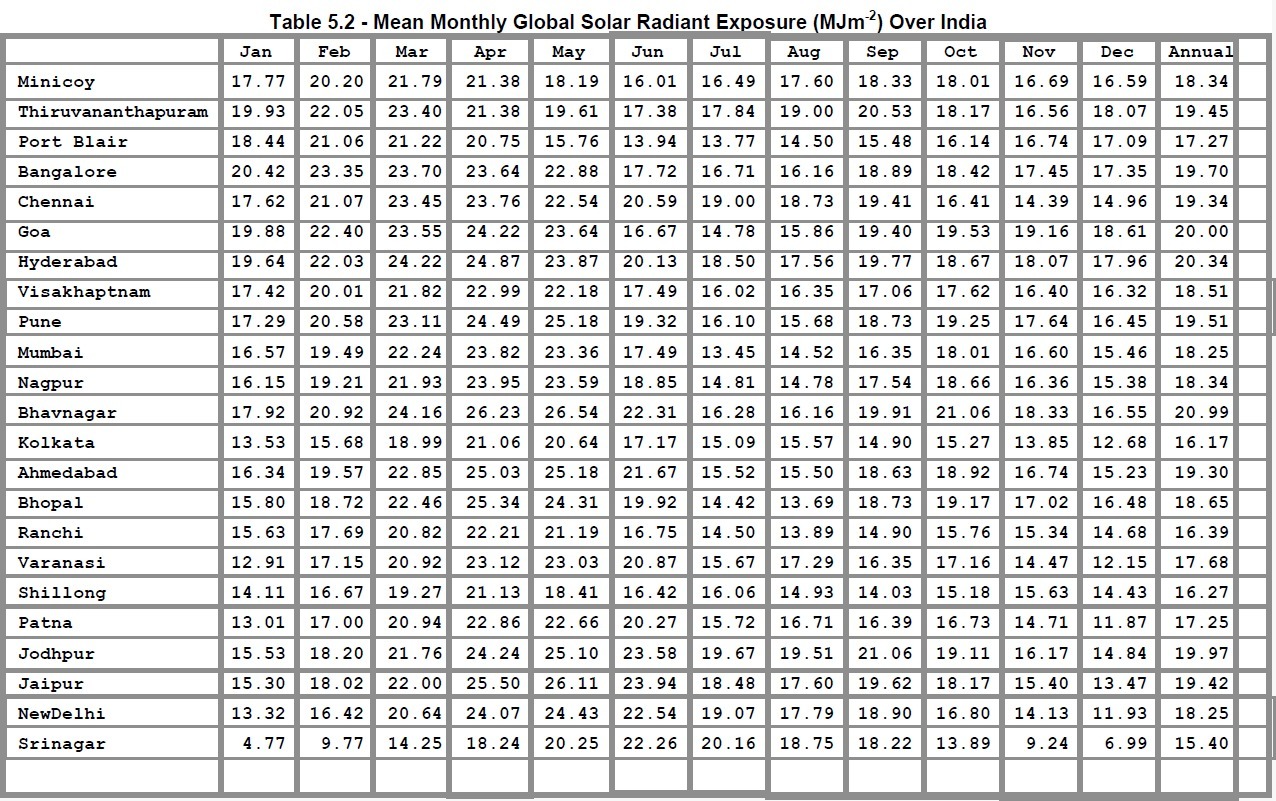 Table 5.2 - Mean Monthly Global Solar Radiant Exposure (MJm-2) Over India
Jan Feb Mar Apr May Jun Jul Aug Sep Oct Nov Dec Annual
Minicoy 17.77 20.20 21.79 21.38 18.19 16.01 16.49 17.60 18.33 18.01 16.69 16.59 18.34
Thiruvananthapuram 19.93 22.05 23.40 21.38 19.61 17.38 17.84 19.00 20.53 18.17 16.56 18.07 19.45
Port Blair 18.44 21.06 21.22 20.75 15.76 13.94 13.77 14.50 15.48 16.14 16.74 17.09 17.27
Bangalore 20.42 23.35 23.70 23.64 22.88 17.72 16.71 16.16 18.89 18.42 17.45 17.35 19.70
Chennai 17.62 21.07 23.45 23.76 22.54 20.59 19.00 18.73 19.41 16.41 14.39 14.96 19.34
Goa 19.88 22.40 23.55 24.22 23.64 16.67 14.78 15.86 19.40 19.53 19.16 18.61 20.00
Hyderabad 19.64 22.03 24.22 24.87 23.87 20.13 18.50 17.56 19.77 18.67 18.07 17.96 20.34
Visakhaptnam 17.42 20.01 21.82 22.99 22.18 17.49 16.02 16.35 17.06 17.62 16.40 16.32 18.51
Pune 17.29 20.58 23.11 24.49 25.18 19.32 16.10 15.68 18.73 19.25 17.64 16.45 19.51
Mumbai 16.57 19.49 22.24 23.82 23.36 17.49 13.45 14.52 16.35 18.01 16.60 15.46 18.25
Nagpur 16.15 19.21 21.93 23.95 23.59 18.85 14.81 14.78 17.54 18.66 16.36 15.38 18.34
Bhavnagar 17.92 20.92 24.16 26.23 26.54 22.31 16.28 16.16 19.91 21.06 18.33 16.55 20.99
Kolkata 13.53 15.68 18.99 21.06 20.64 17.17 15.09 15.57 14.90 15.27 13.85 12.68 16.17
Ahmedabad 16.34 19.57 22.85 25.03 25.18 21.67 15.52 15.50 18.63 18.92 16.74 15.23 19.30
Bhopal 15.80 18.72 22.46 25.34 24.31 19.92 14.42 13.69 18.73 19.17 17.02 16.48 18.65
Ranchi 15.63 17.69 20.82 22.21 21.19 16.75 14.50 13.89 14.90 15.76 15.34 14.68 16.39
Varanasi 12.91 17.15 20.92 23.12 23.03 20.87 15.67 17.29 16.35 17.16 14.47 12.15 17.68
Shillong 14.11 16.67 19.27 21.13 18.41 16.42 16.06 14.93 14.03 15.18 15.63 14.43 16.27
Patna 13.01 17.00 20.94 22.86 22.66 20.27 15.72 16.71 16.39 16.73 14.71 11.87 17.25
Jodhpur 15.53 18.20 21.76 24.24 25.10 23.58 19.67 19.51 21.06 19.11 16.17 14.84 19.97
Jaipur 15.30 18.02 22.00 25.50 26.11 23.94 18.48 17.60 19.62 18.17 15.40 13.47 19.42
NewDelhi 13.32 16.42 20.64 24.07 24.43 22.54 19.07 17.79 18.90 16.80 14.13 11.93 18.25
Srinagar 4.77 9.77 14.25 18.24 20.25 22.26 20.16 18.75 18.22 13.89 9.24 6.99 15.40